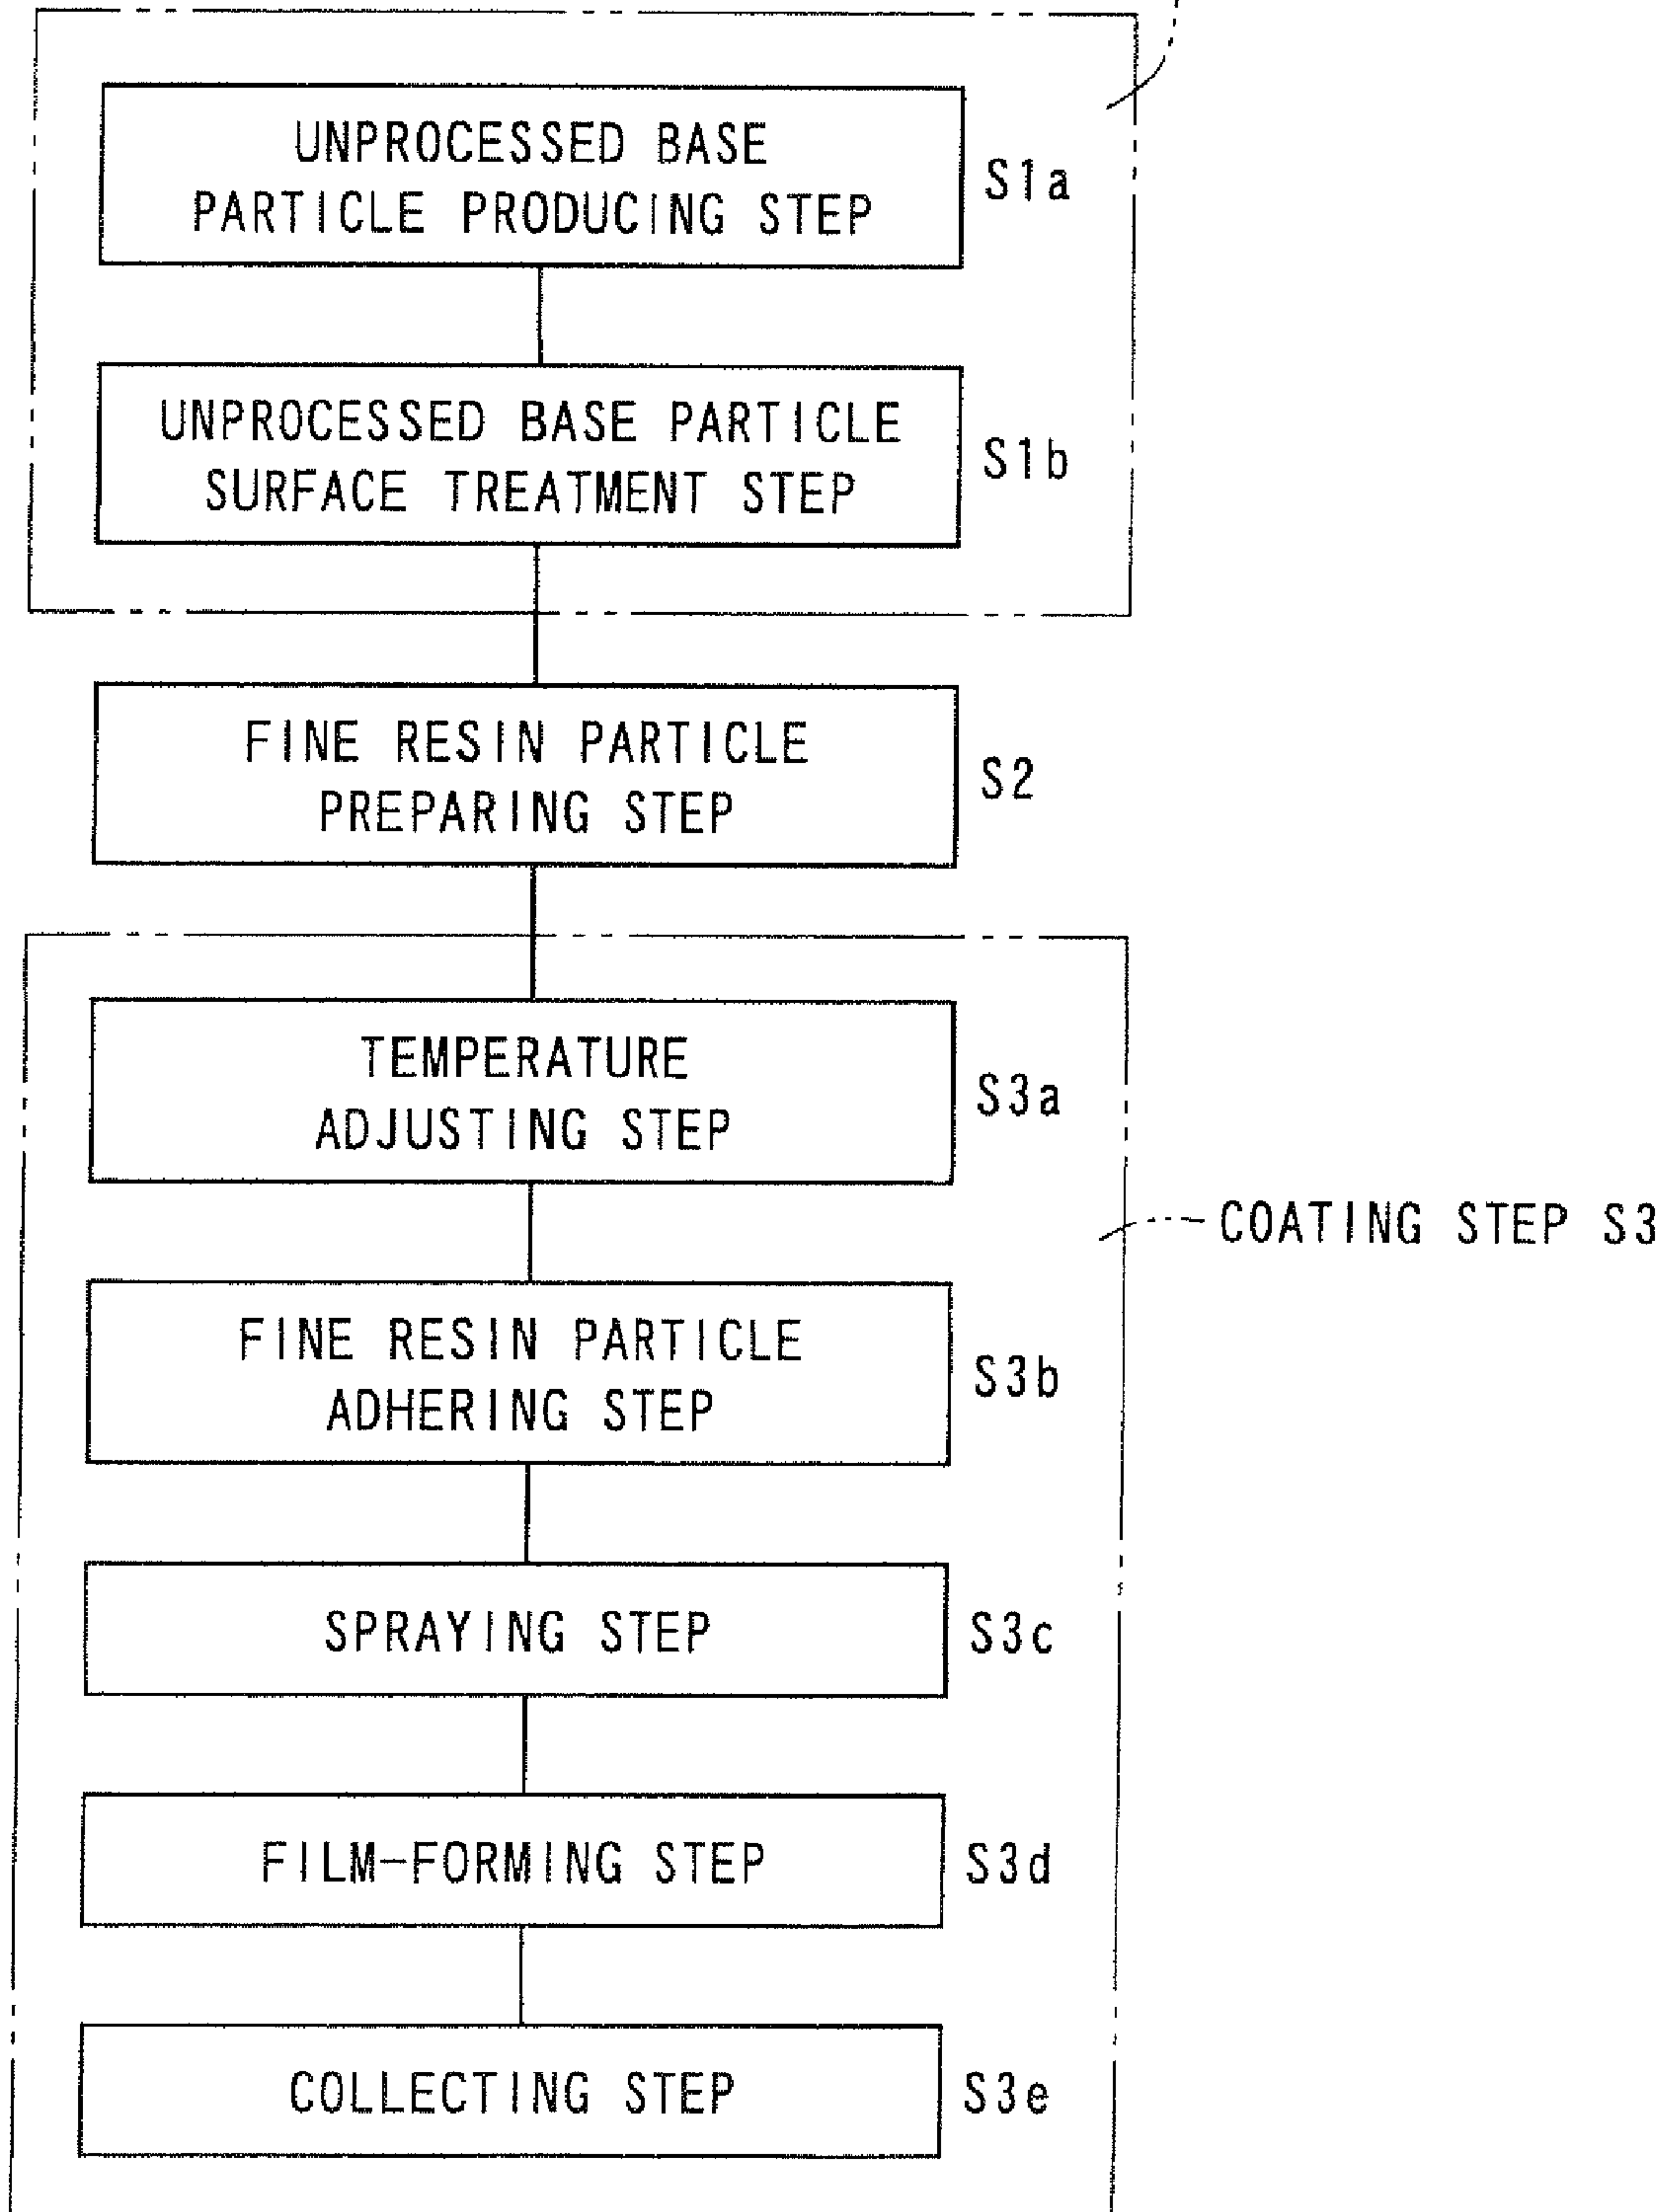 UNPROCESSED BASE
PARTICLE PRODUCING STEP
S1a
UNPROCESSED BASE PARTICLE
SURFACE TREATMENT STEP
S1b
FINE RESIN PARTICLE
PREPARING STEP
S2
TEMPERATURE
ADJUSTING STEP
S3a
COATING STEP S3
FINE RESIN PARTICLE
ADHERING STEP
S3b
SPRAYING STEP
S3c
FILM-FORMING STEP
S3d
COLLECTING STEP
S3e